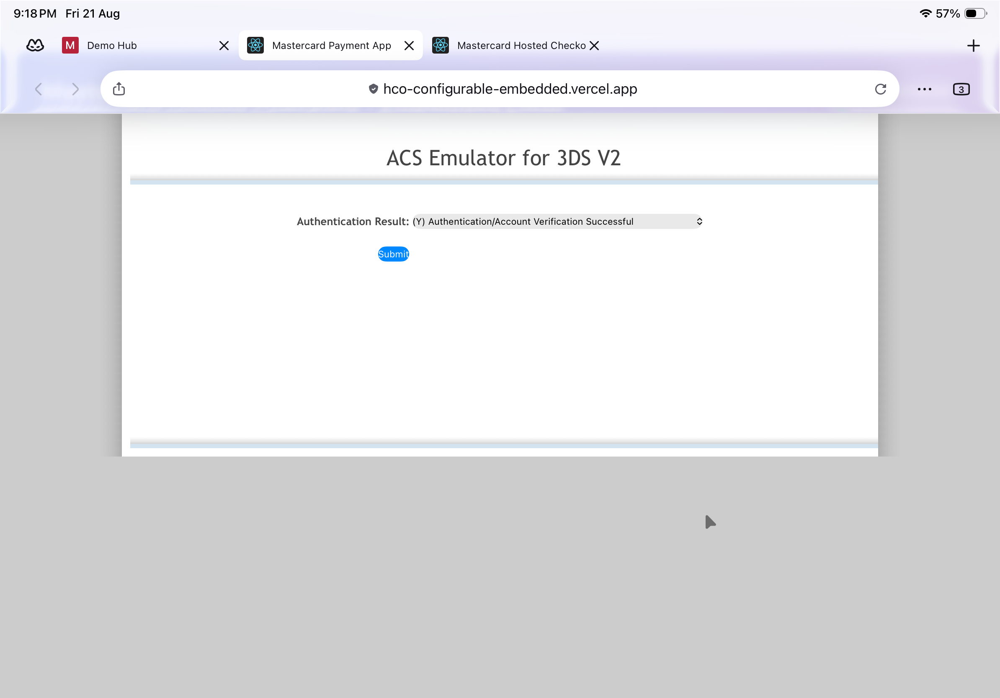 9:18 PM Fri 21 Aug
57%
M Demo Hub
Mastercard Payment App
Mastercard Hosted Checko
hco-configurable-embedded.vercel.app
3
ACS Emulator for 3DS V2
Authentication Result: (Y) Authentication/Account Verification Successful
Submit